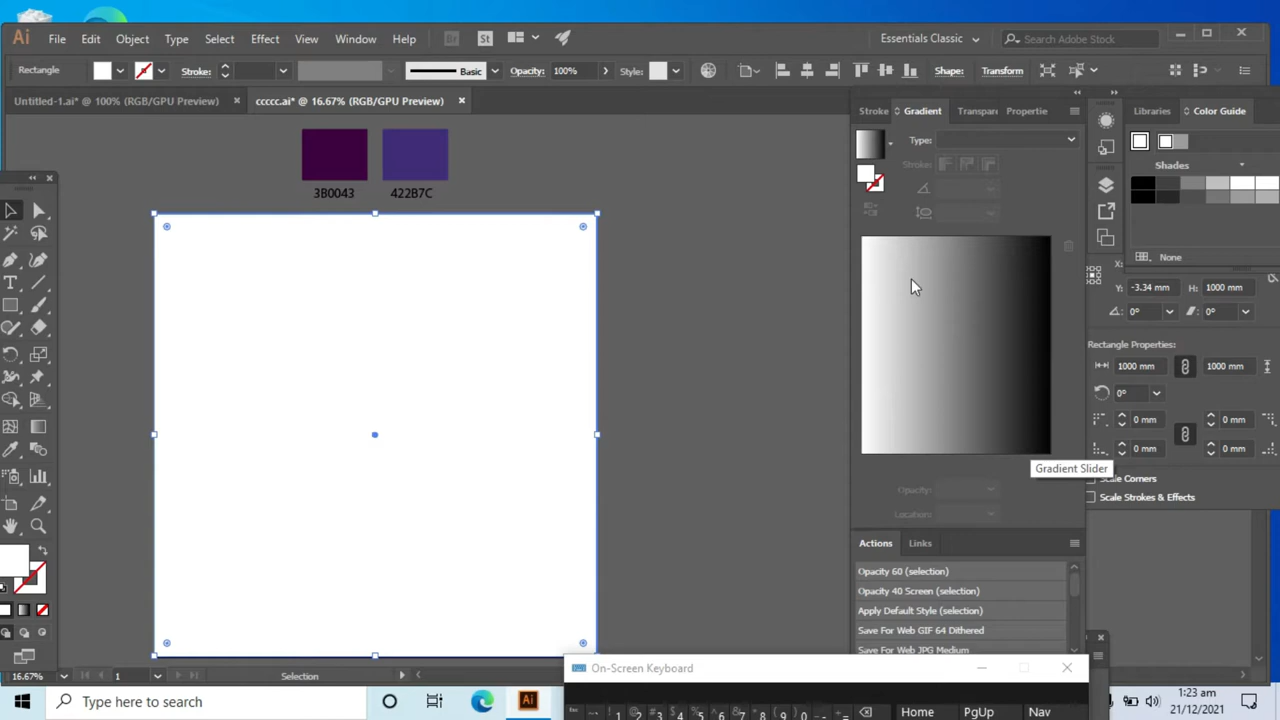 Ai File Edit Object Type Select Effect View Window Help Br St Essentials Classic Search Adobe Stock
Rectangle Stroke: Basic Opacity: 100% Style: Shape: Transform
Untitled-1.ai* @ 100% (RGB/GPU Preview) ccccc.ai* @ 16.67% (RGB/GPU Preview)
Stroke Gradient Transpar Propertie Libraries Color Guide
Type:
Stroke:
Shades
3B0043 422B7C
None
X:
Y: -3.34 mm H: 1000 mm
0° 0°
Rectangle Properties:
1000 mm 1000 mm
0°
0 mm 0 mm
0 mm 0 mm
Gradient Slider
Scale Corners
Scale Strokes & Effects
Opacity:
Location:
Actions Links
Opacity 60 (selection)
Opacity 40 Screen (selection)
Apply Default Style (selection)
Save For Web GIF 64 Dithered
Save For Web JPG Medium
16.67% 1 Selection
On-Screen Keyboard
Type here to search
Home PgUp Nav
1:23 am
21/12/2021